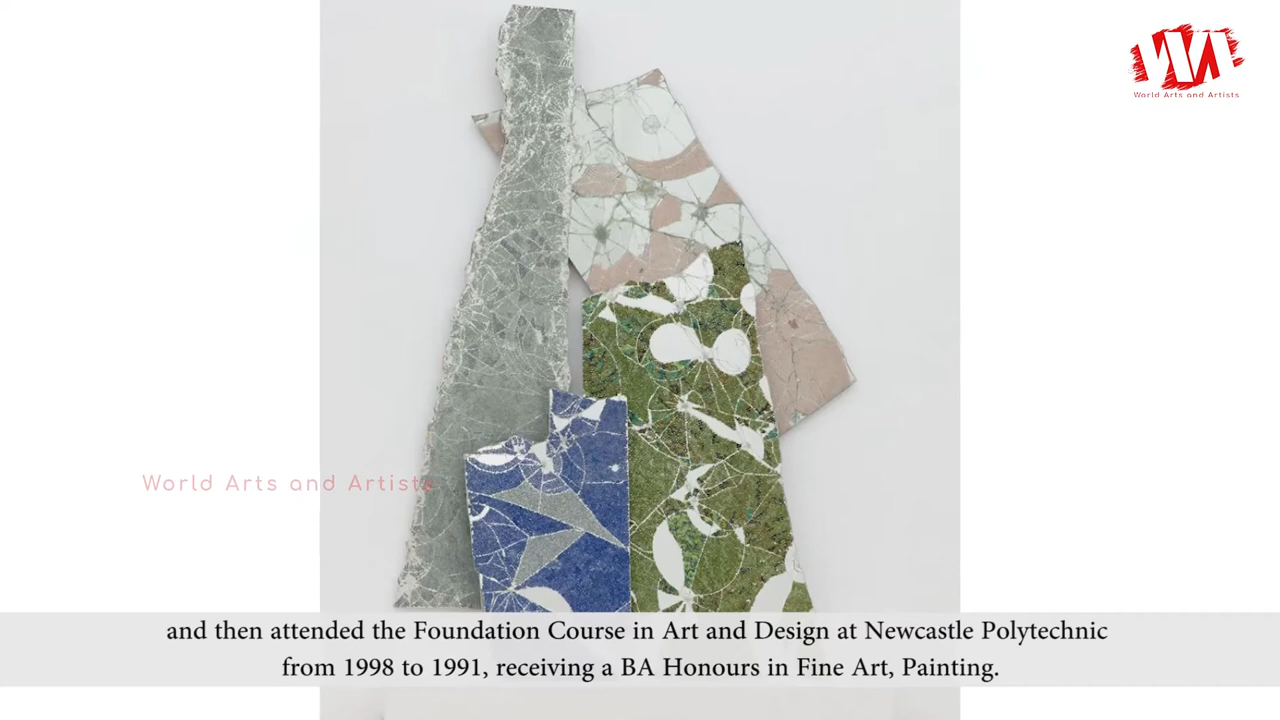 World Arts and Artists
World Arts and Artists
and then attended the Foundation Course in Art and Design at Newcastle Polytechnic
from 1998 to 1991, receiving a BA Honours in Fine Art, Painting.